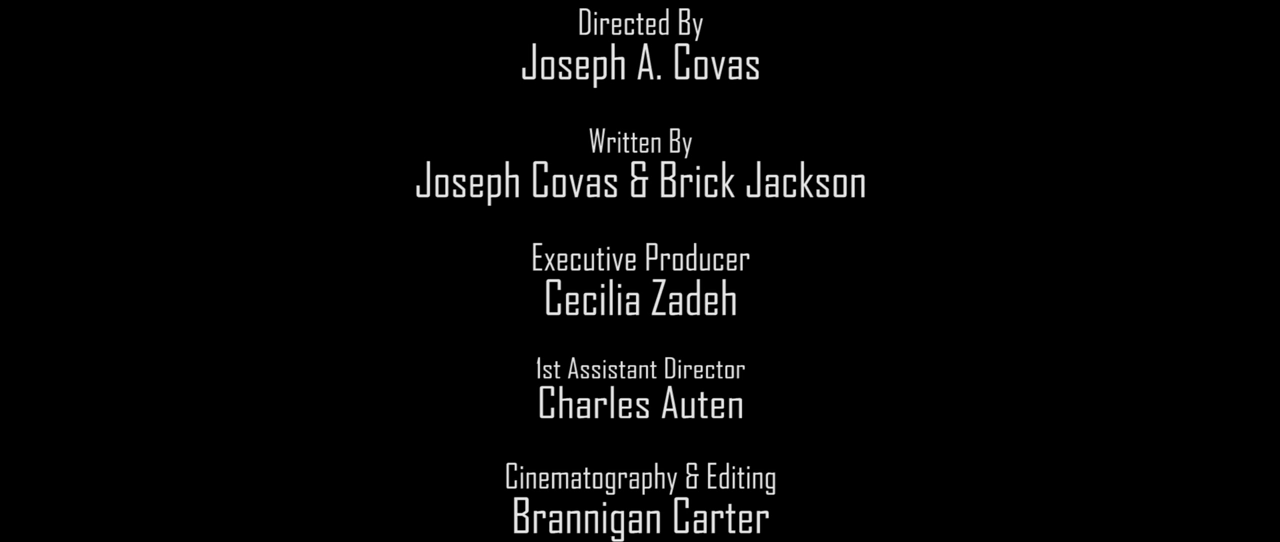 Directed By
Joseph A. Covas
Written By
Joseph Covas & Brick Jackson
Executive Producer
Cecilia Zadeh
1st Assistant Director
Charles Auten
Cinematography & Editing
Brannigan Carter